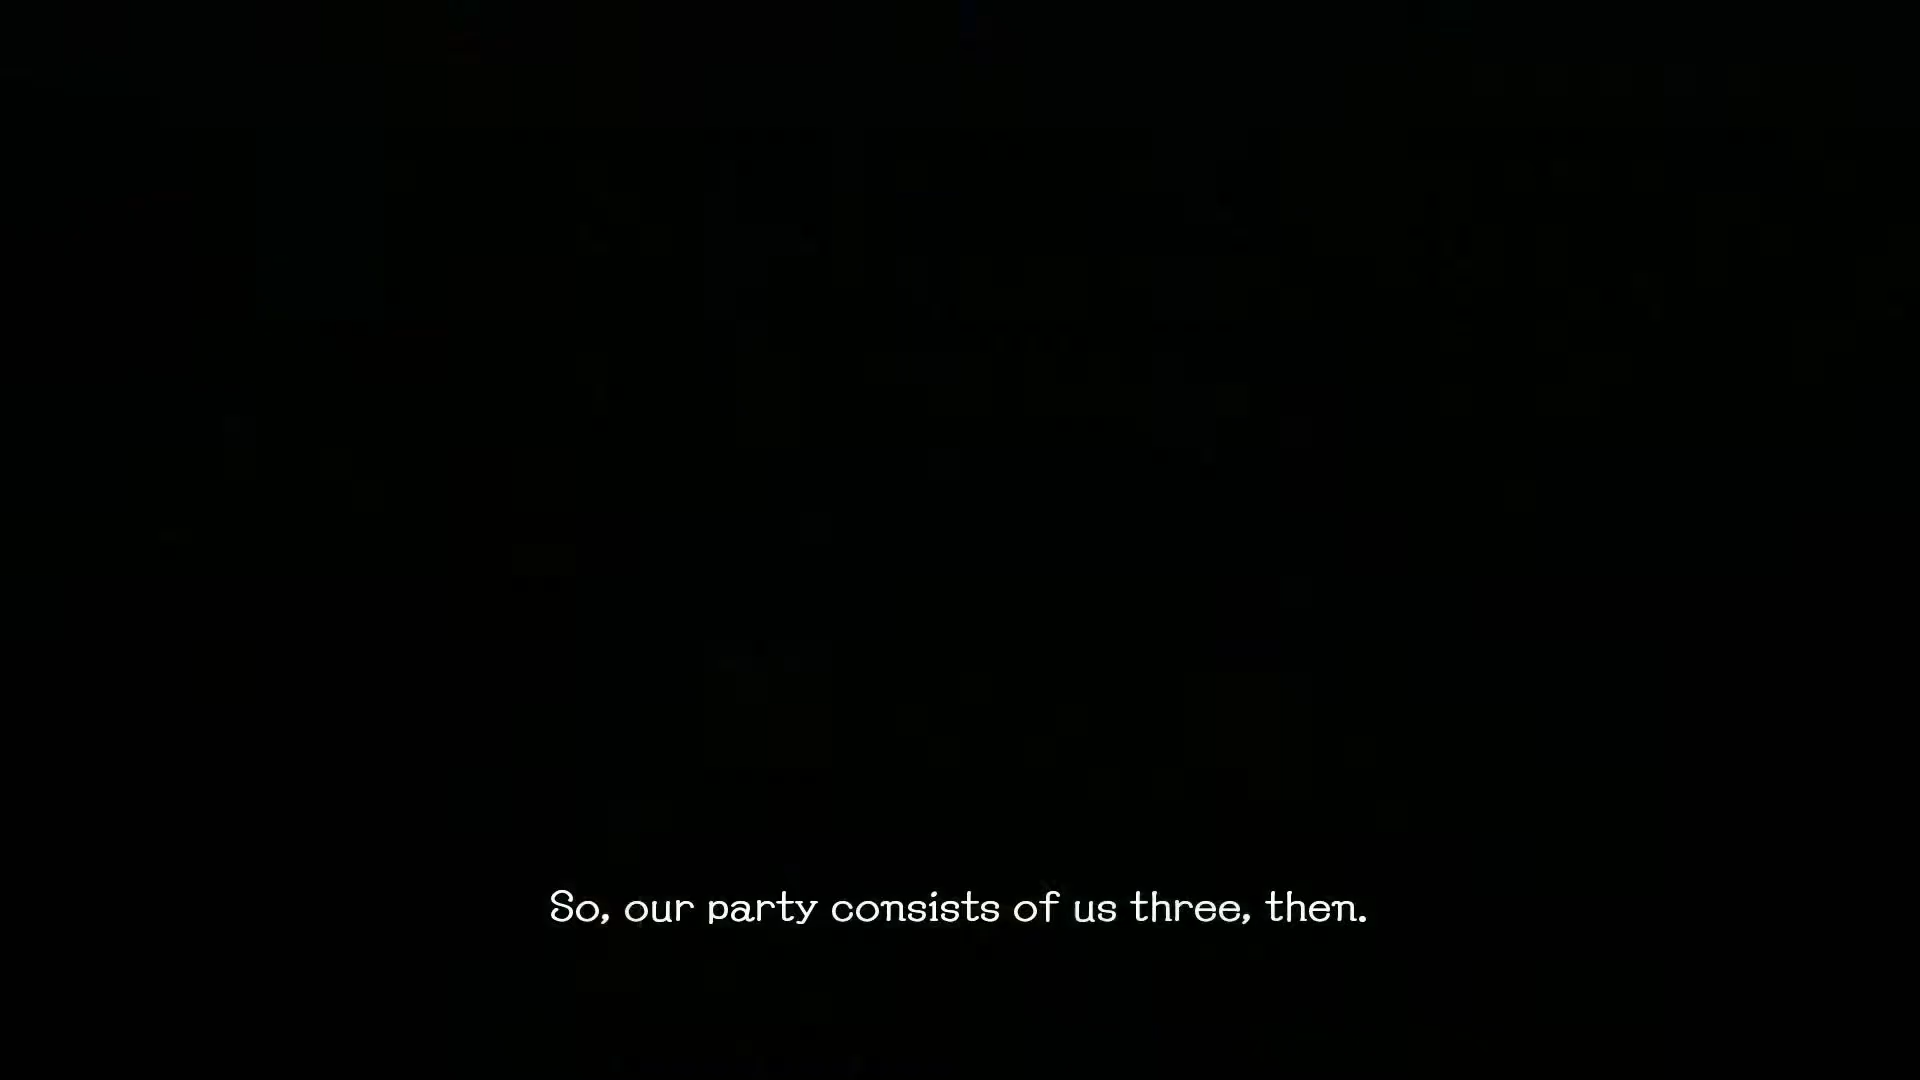 So, our party consists of us three, then.